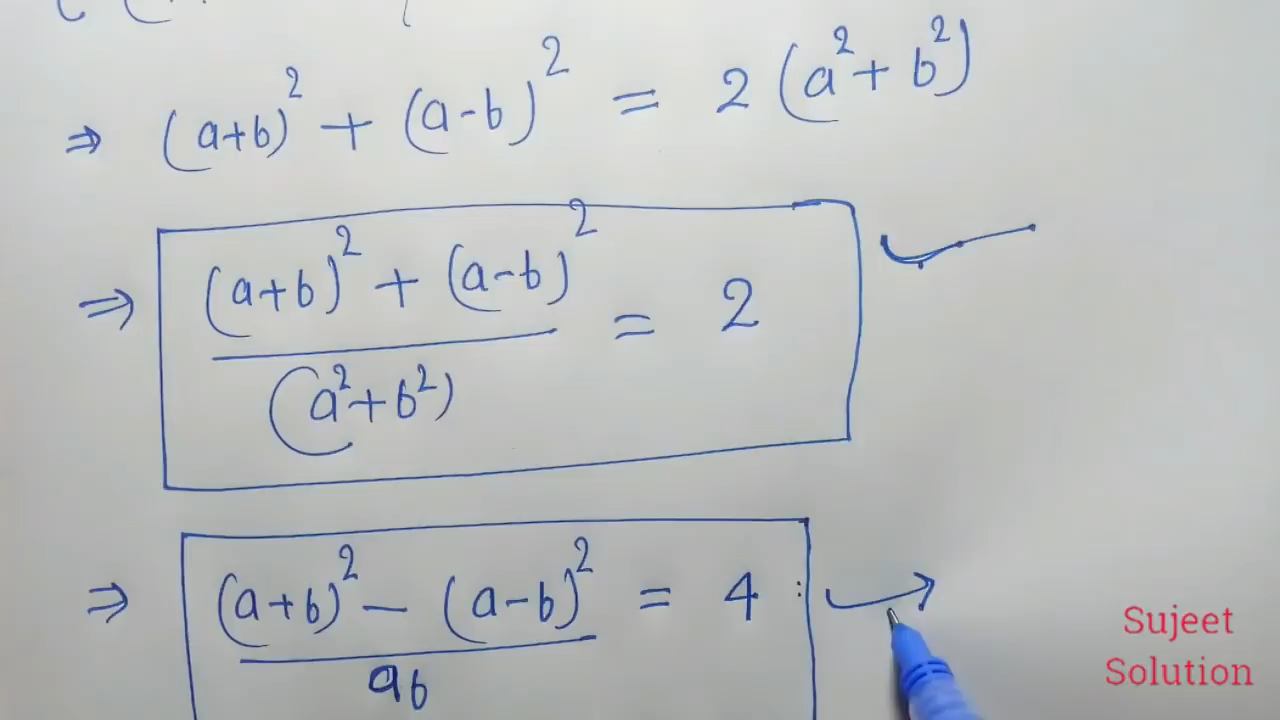 ⇒ (a+b)² + (a-b)² = 2 (a²+ b²)
⇒ (a+b)² + (a-b)² / (a²+b²) = 2
⇒ (a+b)² - (a-b)² / ab = 4
Sujeet
Solution